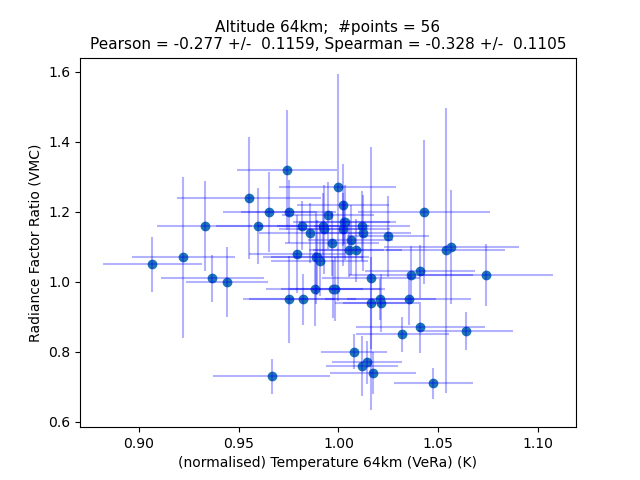 Altitude 64km;  #points = 56
Pearson = -0.277 +/-  0.1159, Spearman = -0.328 +/-  0.1105
Radiance Factor Ratio (VMC)
1.6
1.4
1.2
1.0
0.8
0.6
0.90 0.95 1.00 1.05 1.10
(normalised) Temperature 64km (VeRa) (K)